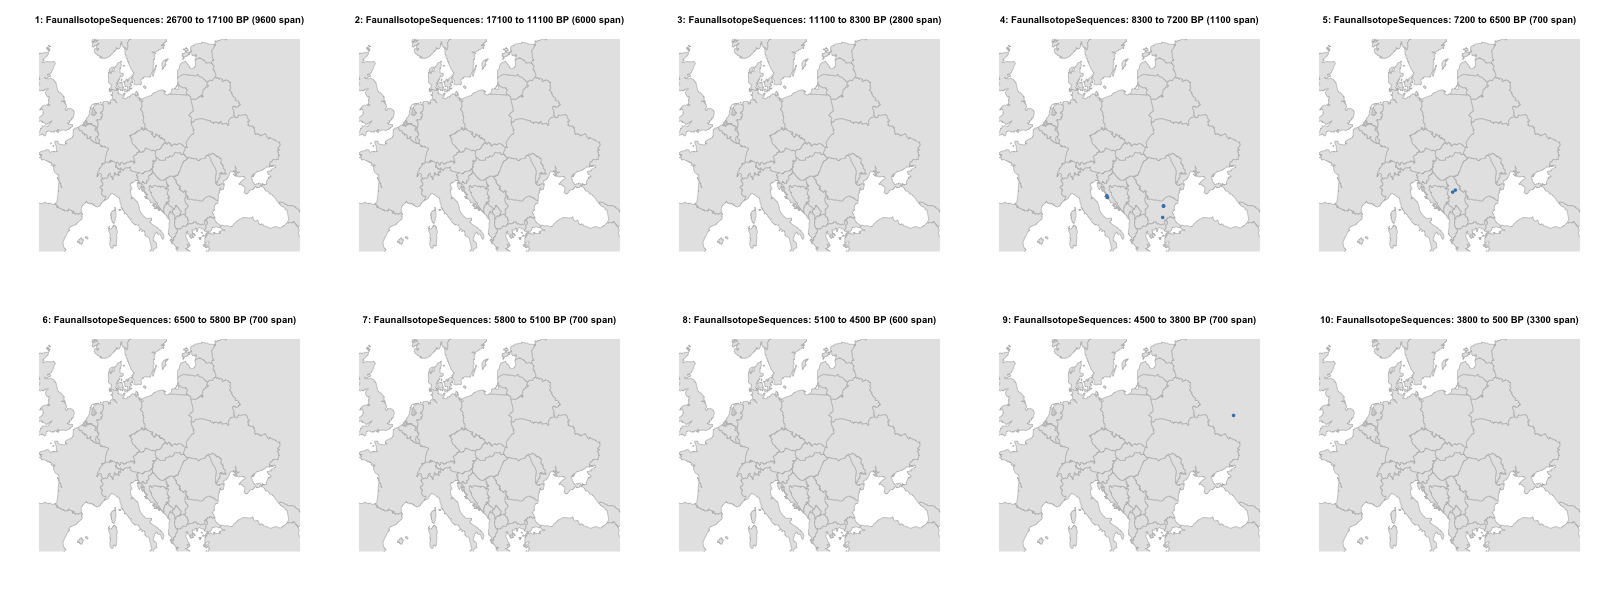 1: FaunalIsotopeSequences: 26700 to 17100 BP (9600 span)
2: FaunalIsotopeSequences: 17100 to 11100 BP (6000 span)
3: FaunalIsotopeSequences: 11100 to 8300 BP (2800 span)
4: FaunalIsotopeSequences: 8300 to 7200 BP (1100 span)
5: FaunalIsotopeSequences: 7200 to 6500 BP (700 span)
6: FaunalIsotopeSequences: 6500 to 5800 BP (700 span)
7: FaunalIsotopeSequences: 5800 to 5100 BP (700 span)
8: FaunalIsotopeSequences: 5100 to 4500 BP (600 span)
9: FaunalIsotopeSequences: 4500 to 3800 BP (700 span)
10: FaunalIsotopeSequences: 3800 to 500 BP (3300 span)